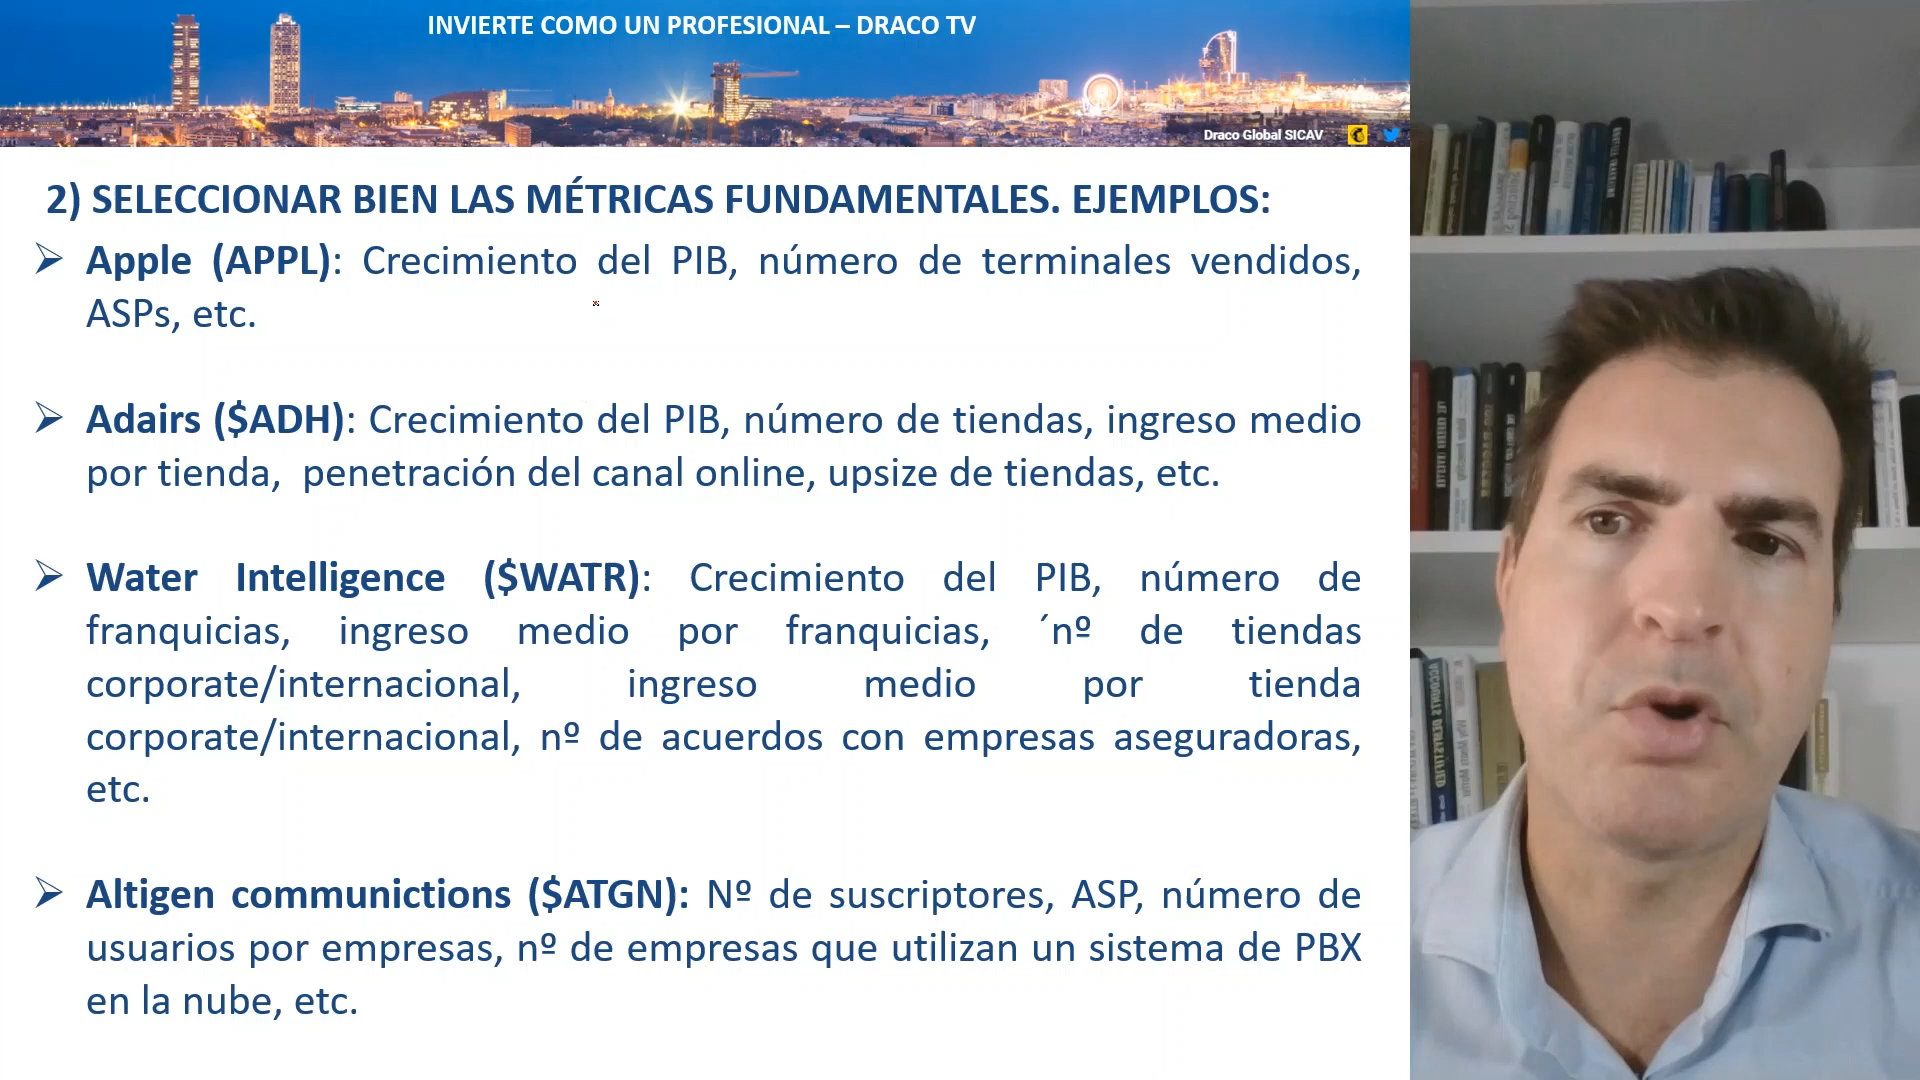 INVIERTE COMO UN PROFESIONAL – DRACO TV
Draco Global SICAV
2) SELECCIONAR BIEN LAS MÉTRICAS FUNDAMENTALES. EJEMPLOS:
Apple (APPL): Crecimiento del PIB, número de terminales vendidos,
ASPs, etc.
Adairs ($ADH): Crecimiento del PIB, número de tiendas, ingreso medio
por tienda, penetración del canal online, upsize de tiendas, etc.
Water Intelligence ($WATR): Crecimiento del PIB, número de
franquicias, ingreso medio por franquicias, ´nº de tiendas
corporate/internacional, ingreso medio por tienda
corporate/internacional, nº de acuerdos con empresas aseguradoras,
etc.
Altigen communictions ($ATGN): Nº de suscriptores, ASP, número de
usuarios por empresas, nº de empresas que utilizan un sistema de PBX
en la nube, etc.